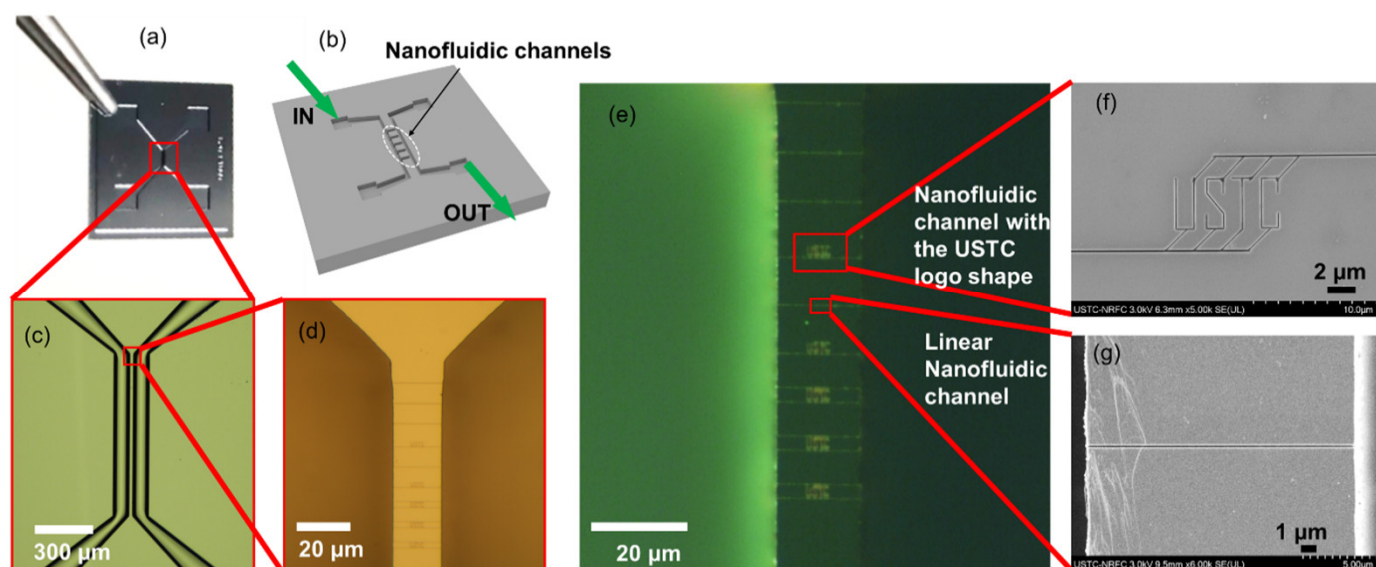 (a)
(b)
Nanofluidic channels
IN
OUT
(c)
300 µm
(d)
20 µm
(e)
Nanofluidic
channel with
the USTC
logo shape
Linear
Nanofluidic
channel
20 µm
(f)
USTC
2 µm
USTC-NRFC 3.0kV 6.3mm x5.00k SE(UL)
10.0µm
(g)
1 µm
USTC-NRFC 3.0kV 9.5mm x6.00k SE(UL)
5.00µm